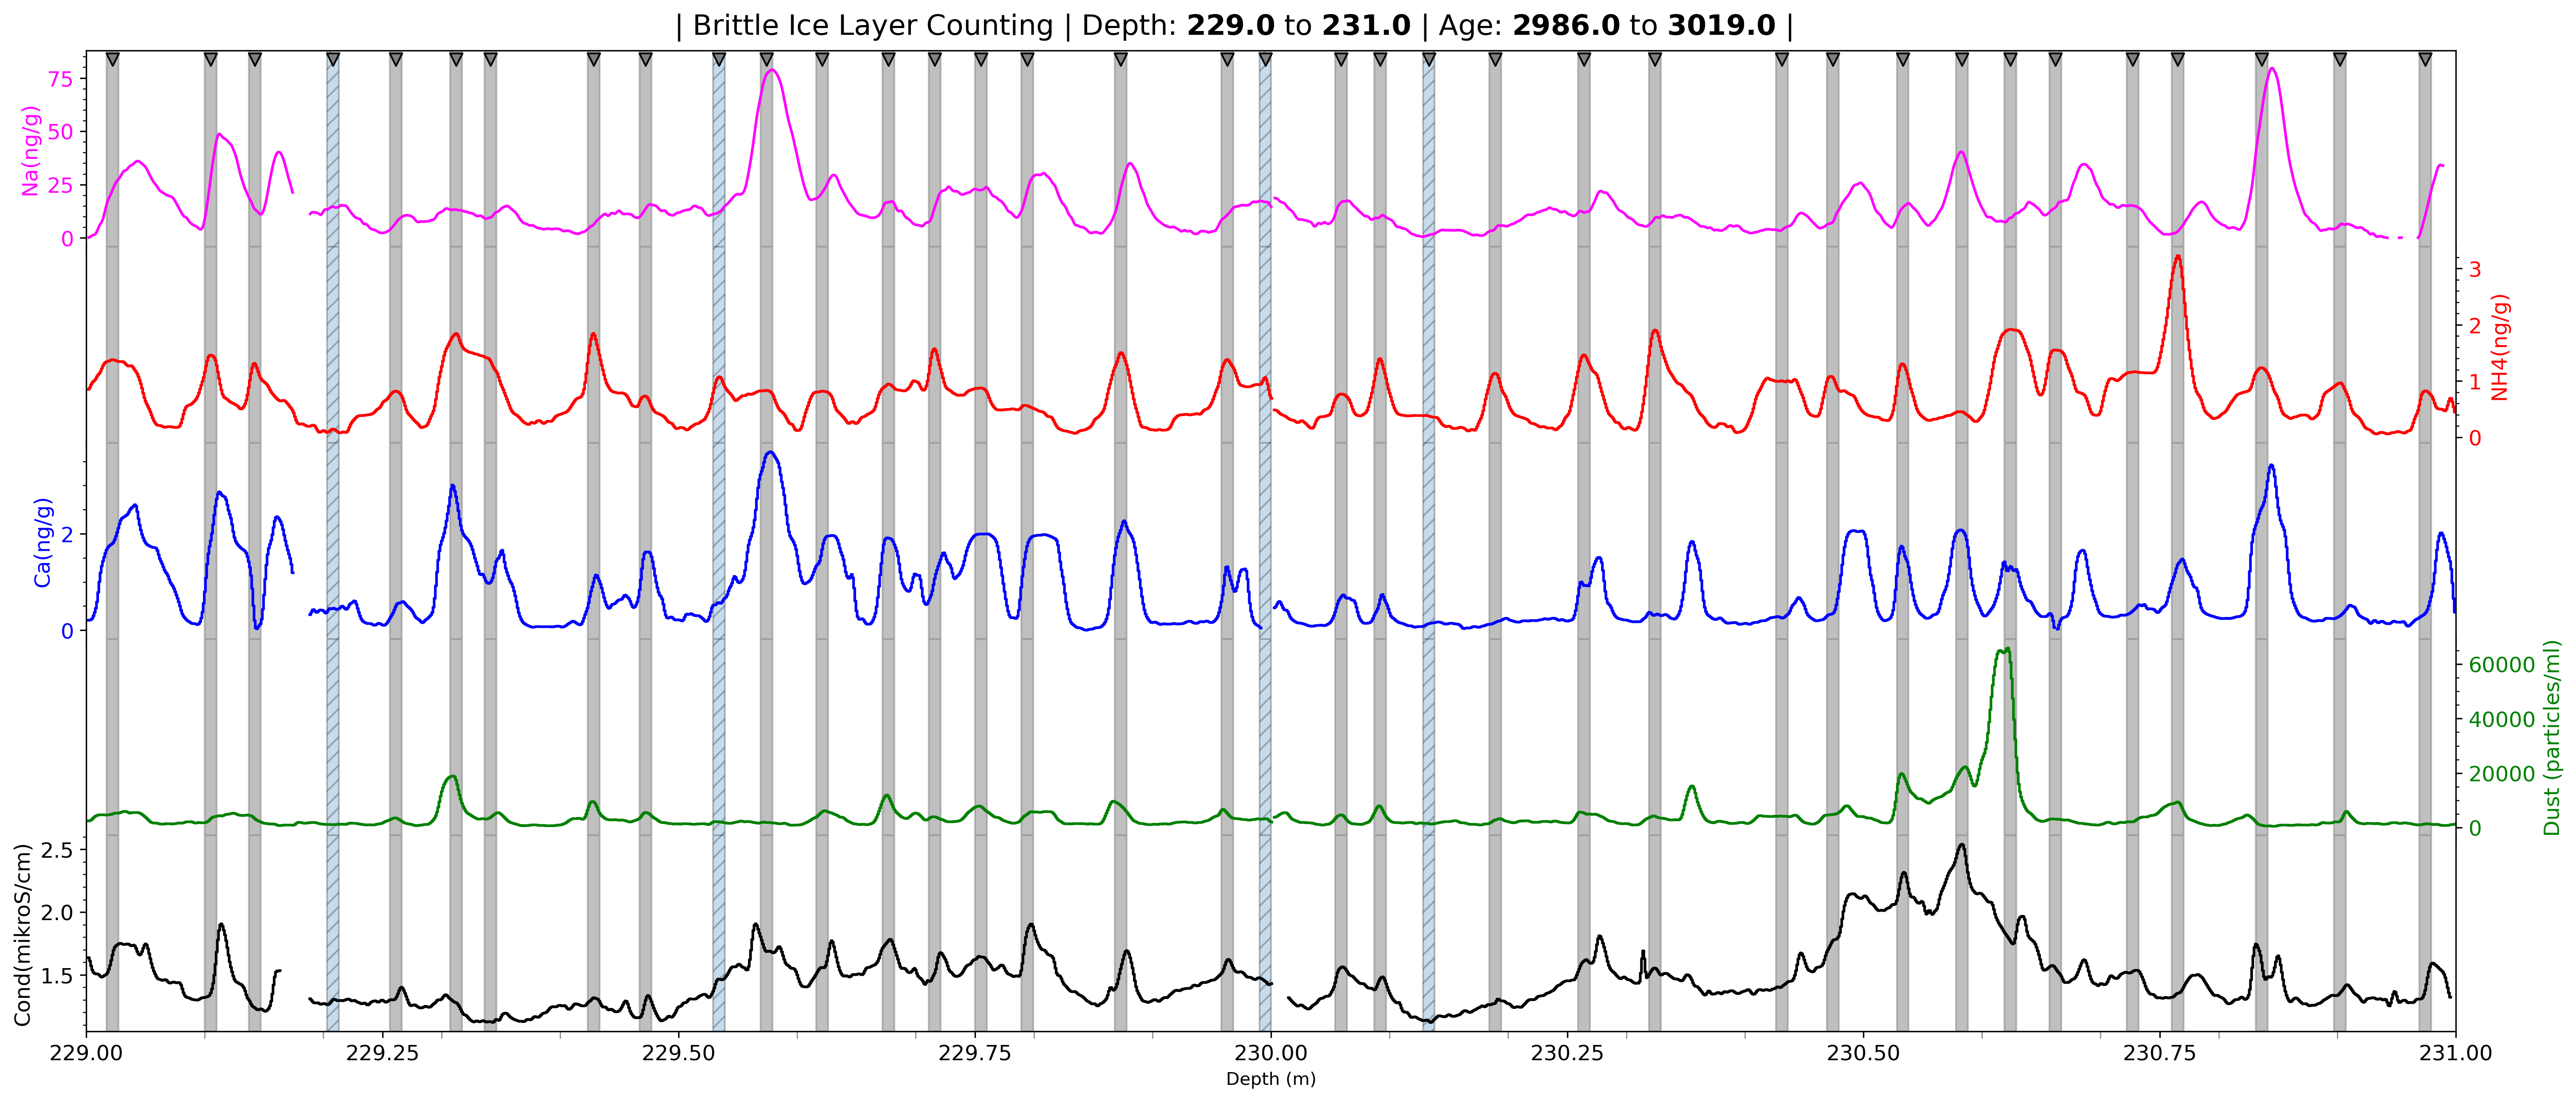 | Brittle Ice Layer Counting | Depth: 229.0 to 231.0 | Age: 2986.0 to 3019.0 |
Na(ng/g)
75
50
25
0
3
2
1
0
NH4(ng/g)
Ca(ng/g)
2
0
60000
40000
20000
0
Dust (particles/ml)
Cond(mikroS/cm)
2.5
2.0
1.5
229.00 229.25 229.50 229.75 230.00 230.25 230.50 230.75 231.00
Depth (m)